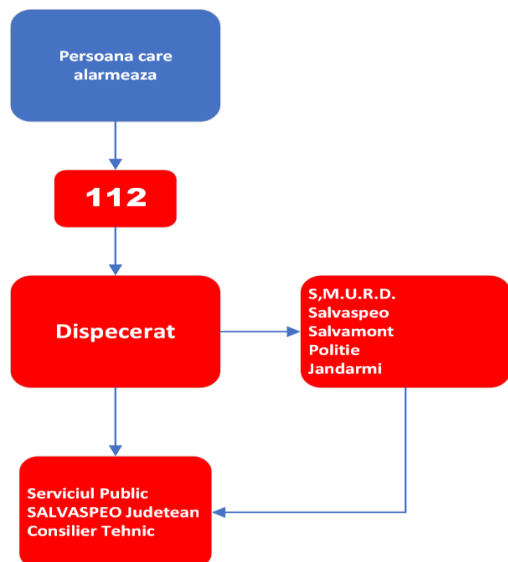 Persoana care
alarmeaza
112
Dispecerat
S,M.U.R.D.
Salvaspeo
Salvamont
Politie
Jandarmi
Serviciul Public
SALVASPEO Judetean
Consilier Tehnic